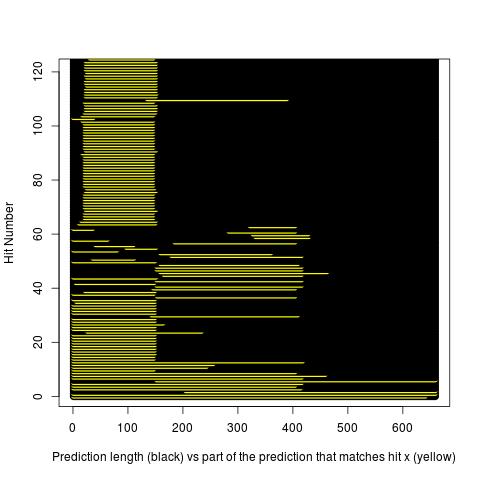 120
100
80
60
40
20
0
Hit Number
0 100 200 300 400 500 600
Prediction length (black) vs part of the prediction that matches hit x (yellow)